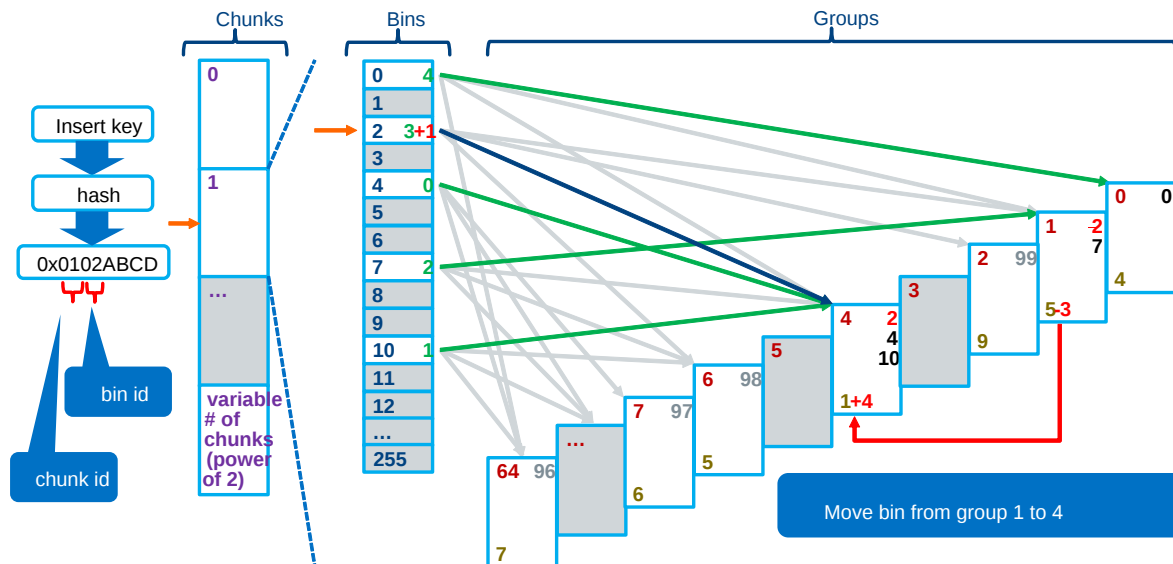 Chunks
Bins
Groups
Insert key
hash
0x0102ABCD
bin id
chunk id
0
1
...
variable
# of
chunks
(power
of 2)
0 4
1
2 3+1
3
4 0
5
6
7 2
8
9
10 1
11
12
...
255
0 0
4
1 2
7
5-3
2 99
9
3
4 2
4
10
1+4
5
6 98
5
7 97
6
...
64 96
7
Move bin from group 1 to 4